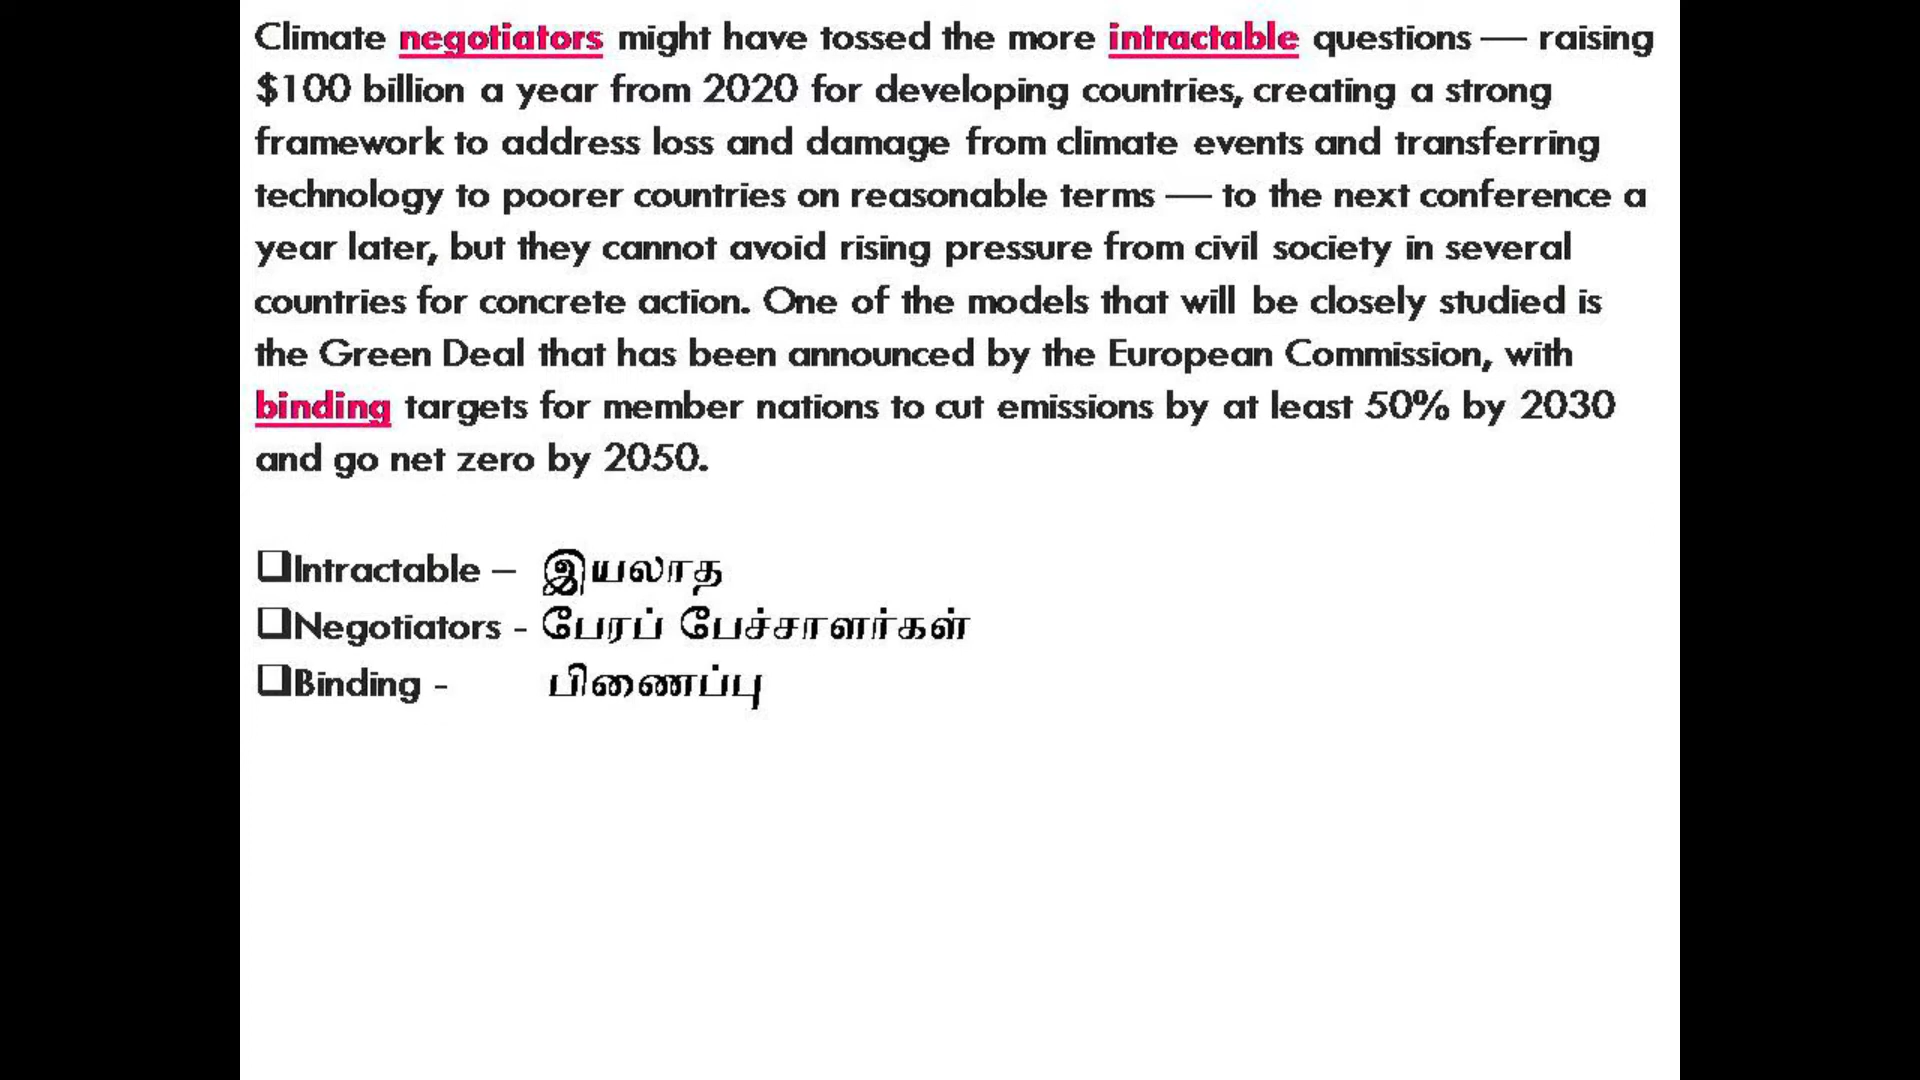 Climate negotiators might have tossed the more intractable questions — raising
$100 billion a year from 2020 for developing countries, creating a strong
framework to address loss and damage from climate events and transferring
technology to poorer countries on reasonable terms — to the next conference a
year later, but they cannot avoid rising pressure from civil society in several
countries for concrete action. One of the models that will be closely studied is
the Green Deal that has been announced by the European Commission, with
binding targets for member nations to cut emissions by at least 50% by 2030
and go net zero by 2050.
❑Intractable – இயலாத
❑Negotiators - பேரப் பேச்சாளர்கள்
❑Binding - பிணைப்பு